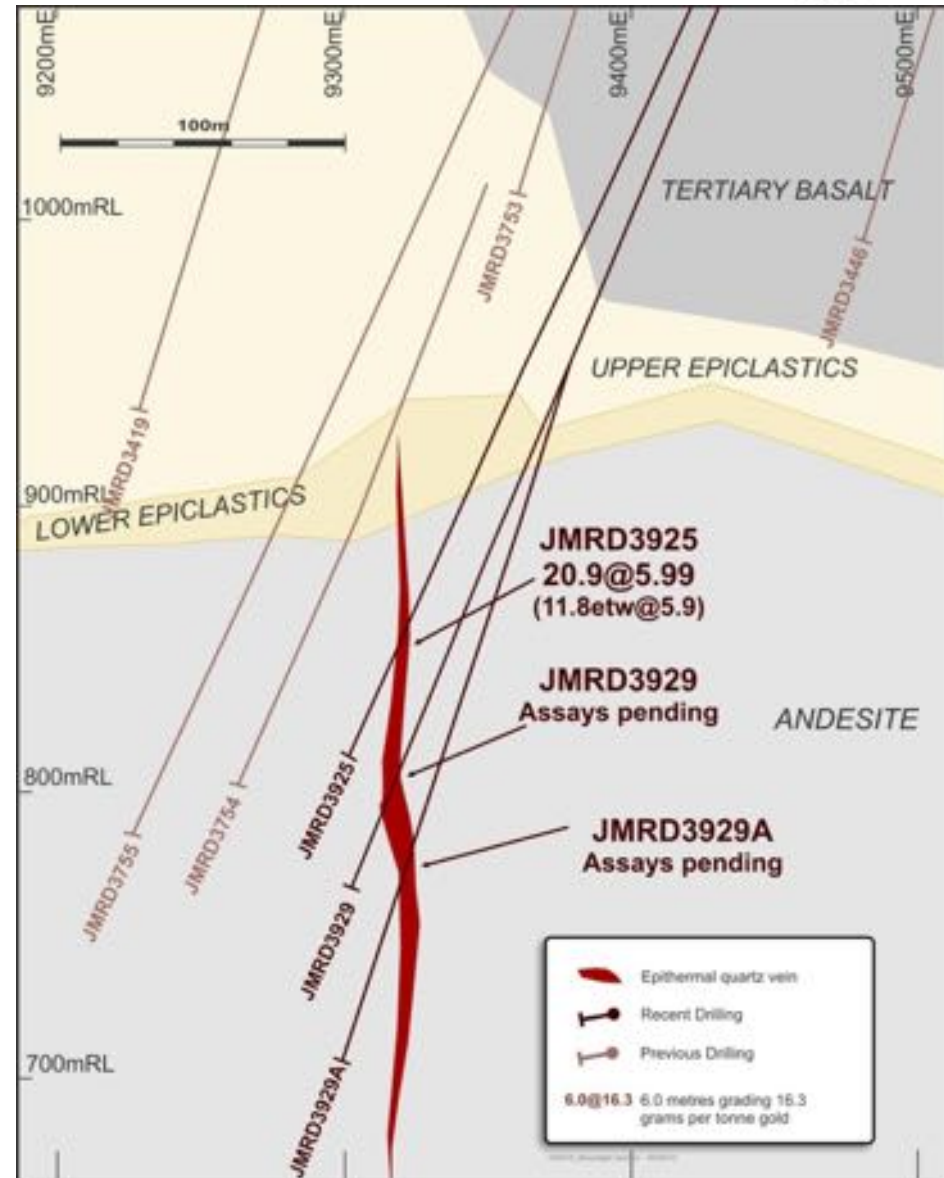 9200mE
9300mE
9400mE
9500mE
100m
TERTIARY BASALT
1000mRL
JMRD3753
JMRD3446
UPPER EPICLASTICS
JMRD3419
900mRL
LOWER EPICLASTICS
JMRD3925
20.9@5.99
(11.8etw@5.9)
JMRD3929
Assays pending
ANDESITE
800mRL
JMRD3925
JMRD3754
JMRD3755
JMRD3929A
Assays pending
JMRD3929
Epithermal quartz vein
Recent Drilling
Previous Drilling
6.0@16.3 6.0 metres grading 16.3
grams per tonne gold
700mRL
JMRD3929A